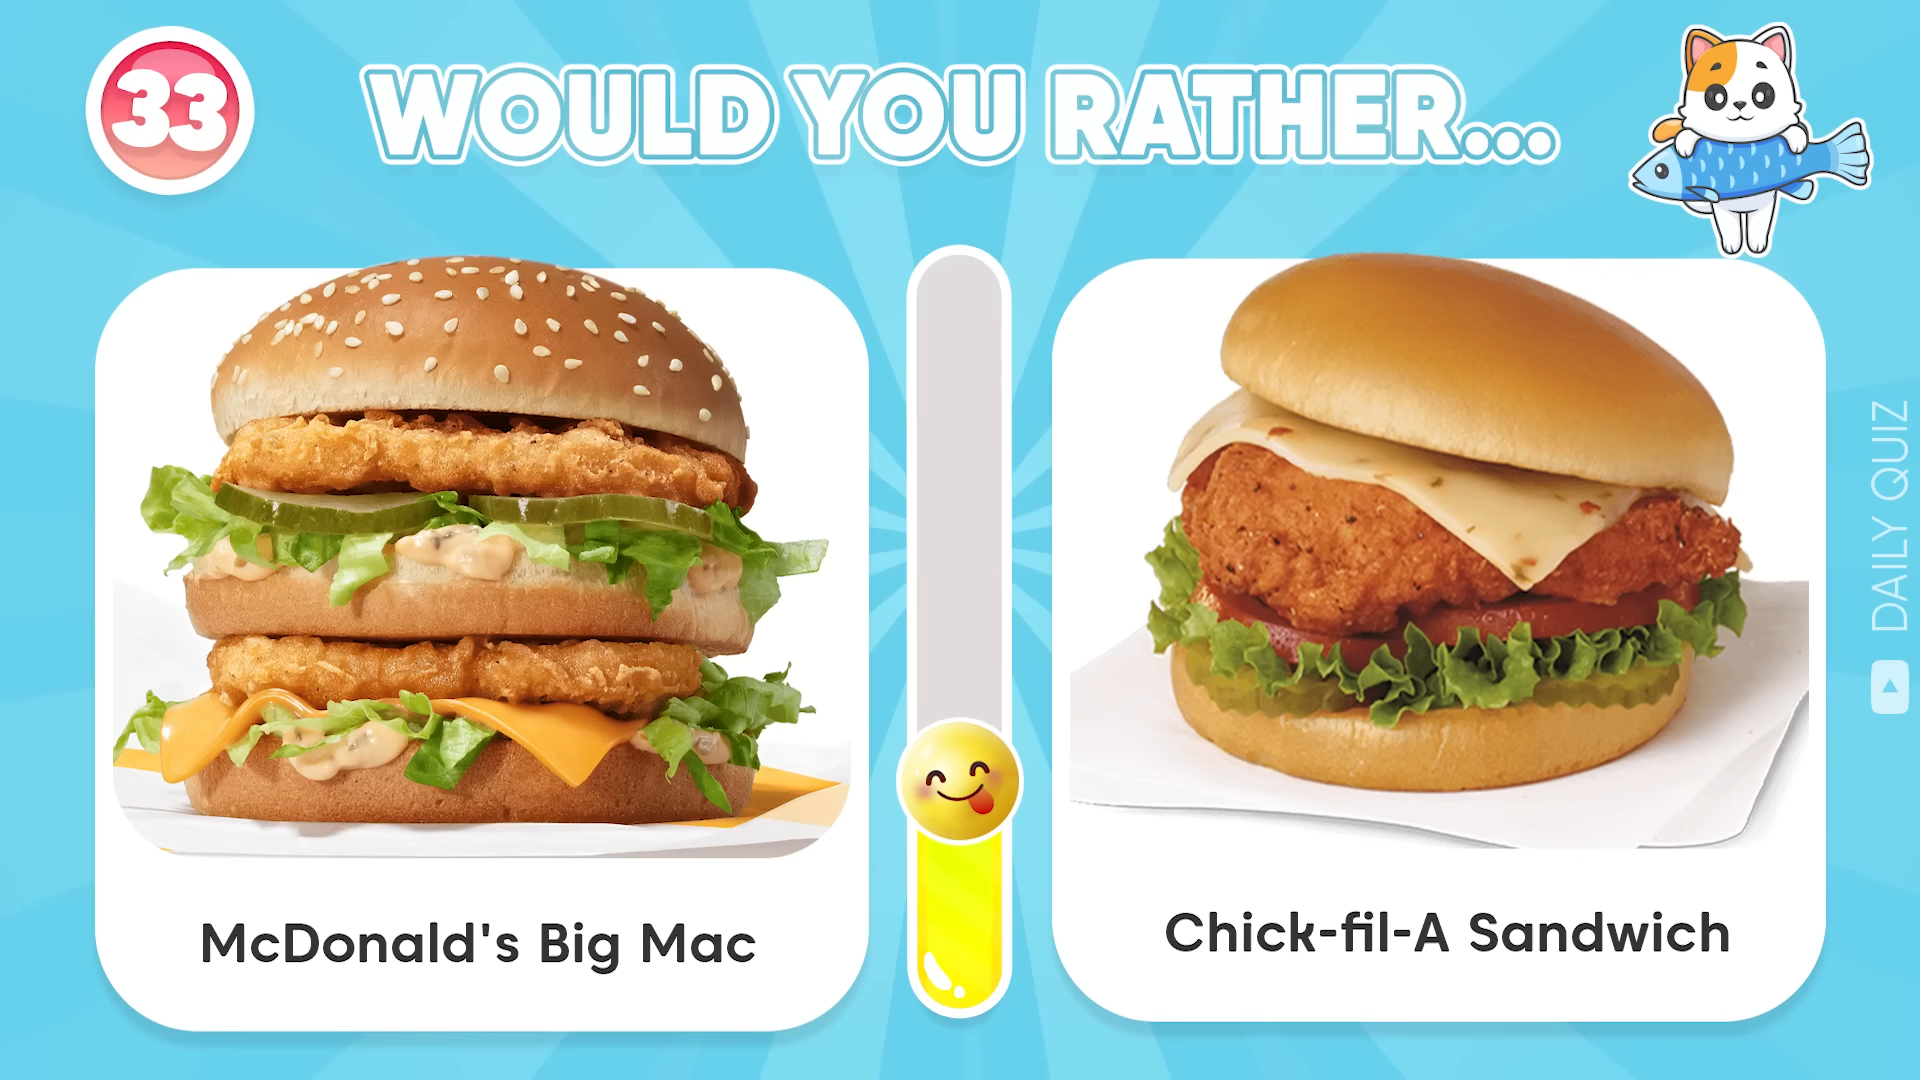 33
WOULD YOU RATHER...
McDonald's Big Mac
Chick-fil-A Sandwich
DAILY QUIZ